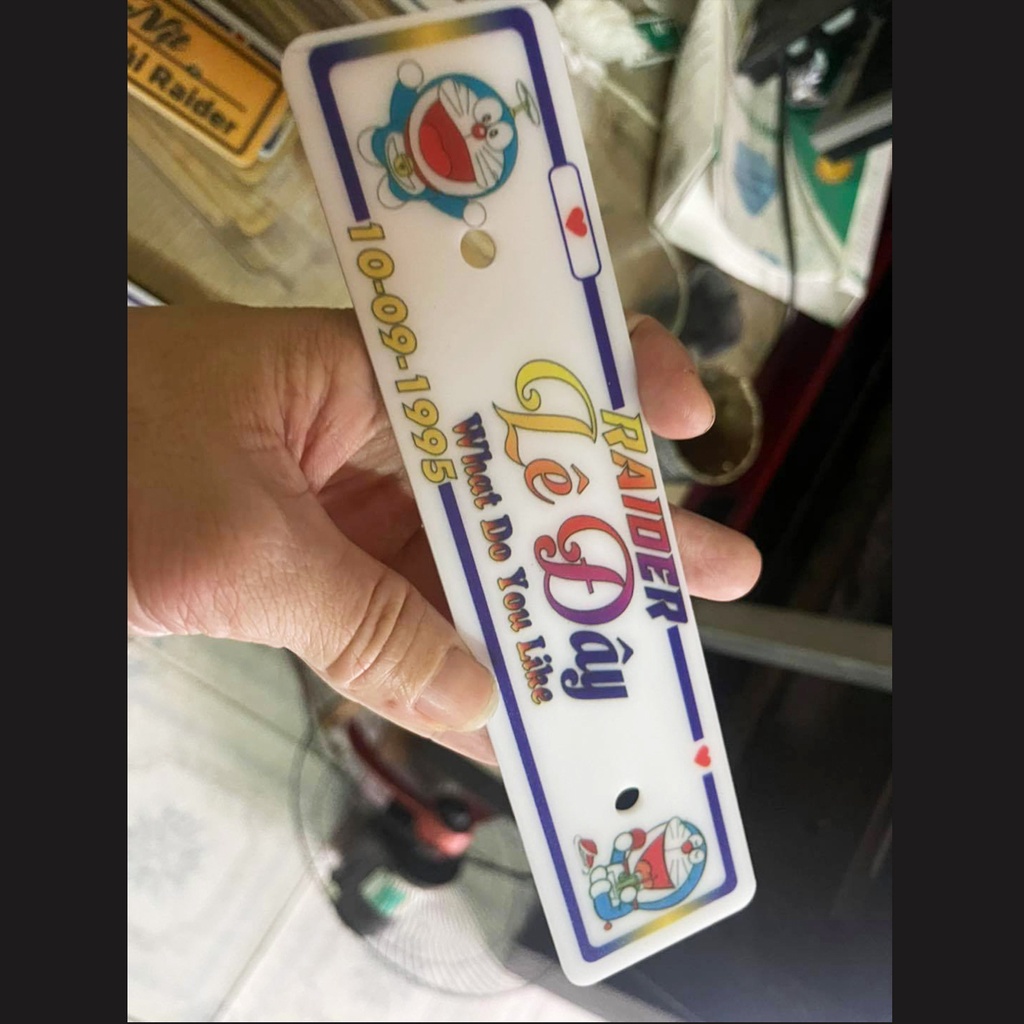 RAIDER
Lê Đây
What Do You Like
10-09-1995
Raider